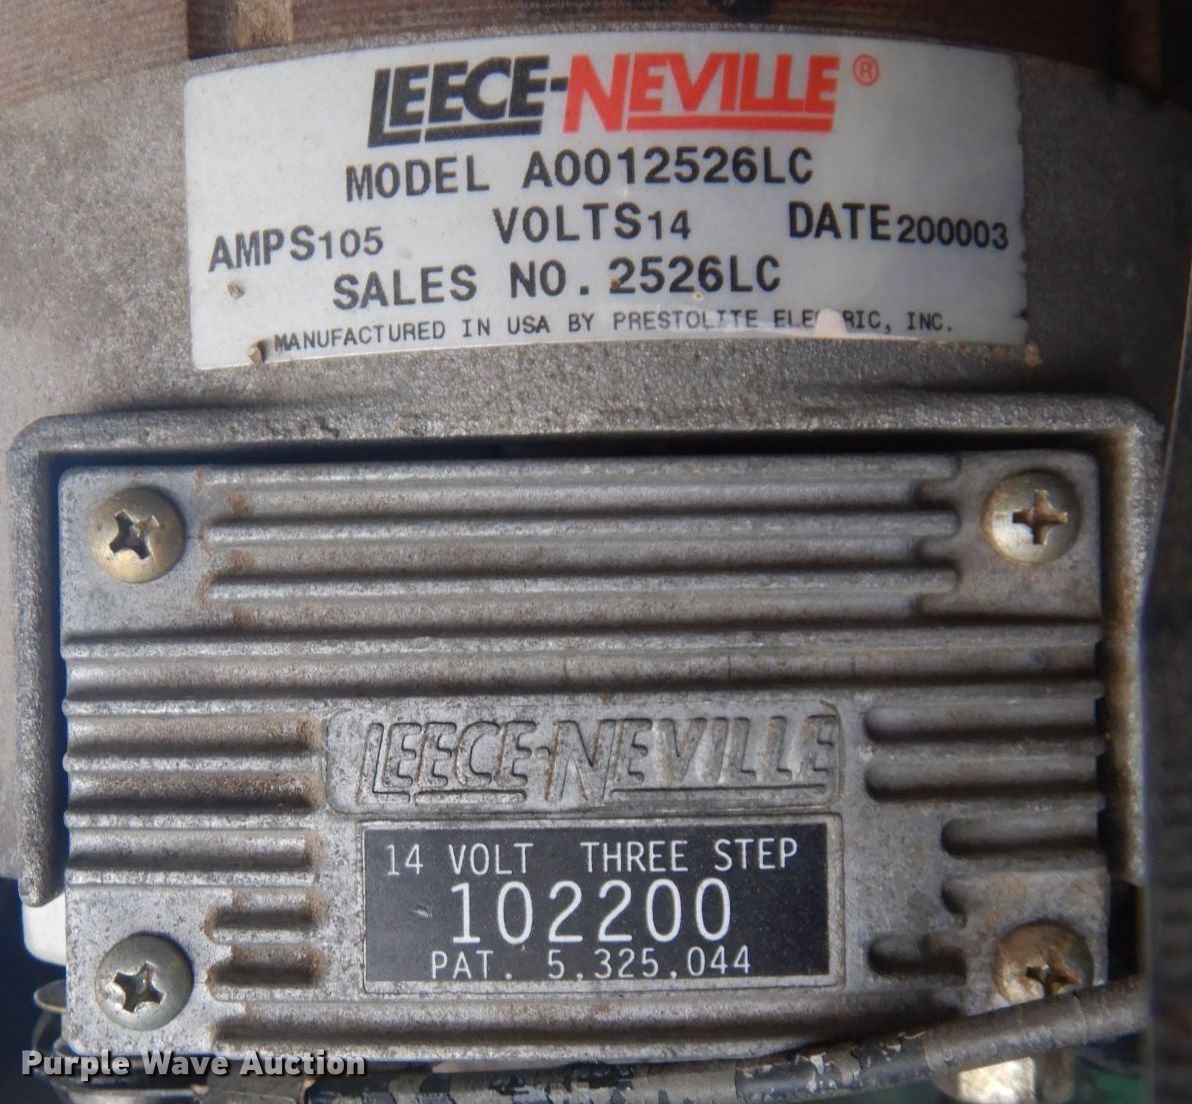 LEECE-NEVILLE®
MODEL A0012526LC
AMPS105 VOLTS14 DATE200003
SALES NO. 2526LC
MANUFACTURED IN USA BY PRESTOLITE ELECTRIC, INC.
LEECE-NEVILLE
14 VOLT THREE STEP
102200
PAT. 5,325,044
Purple Wave Auction